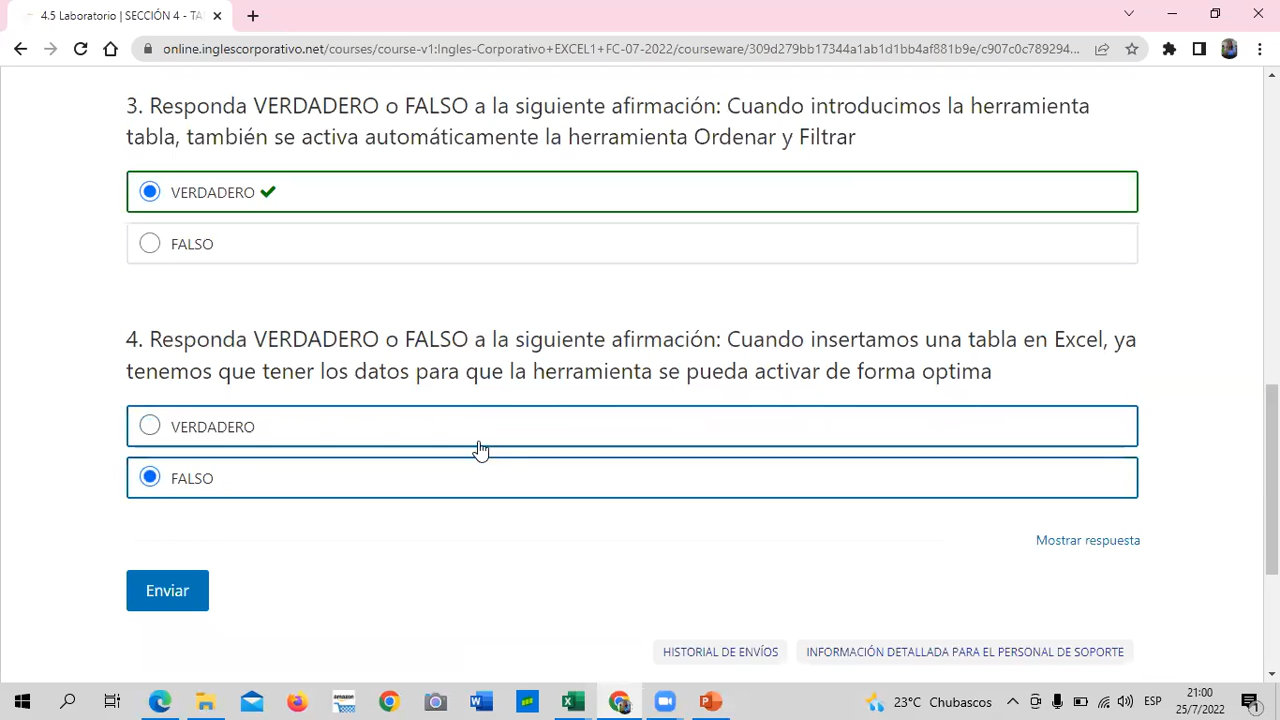 4.5 Laboratorio | SECCIÓN 4 - TA
online.inglescorporativo.net/courses/course-v1:Ingles-Corporativo+EXCEL1+FC-07-2022/courseware/309d279bb17344a1ab1d1bb4af881b9e/c907c0c789294...
3. Responda VERDADERO o FALSO a la siguiente afirmación: Cuando introducimos la herramienta
tabla, también se activa automáticamente la herramienta Ordenar y Filtrar
VERDADERO
FALSO
4. Responda VERDADERO o FALSO a la siguiente afirmación: Cuando insertamos una tabla en Excel, ya
tenemos que tener los datos para que la herramienta se pueda activar de forma optima
VERDADERO
FALSO
Mostrar respuesta
Enviar
HISTORIAL DE ENVÍOS
INFORMACIÓN DETALLADA PARA EL PERSONAL DE SOPORTE
23°C Chubascos
ESP
21:00
25/7/2022